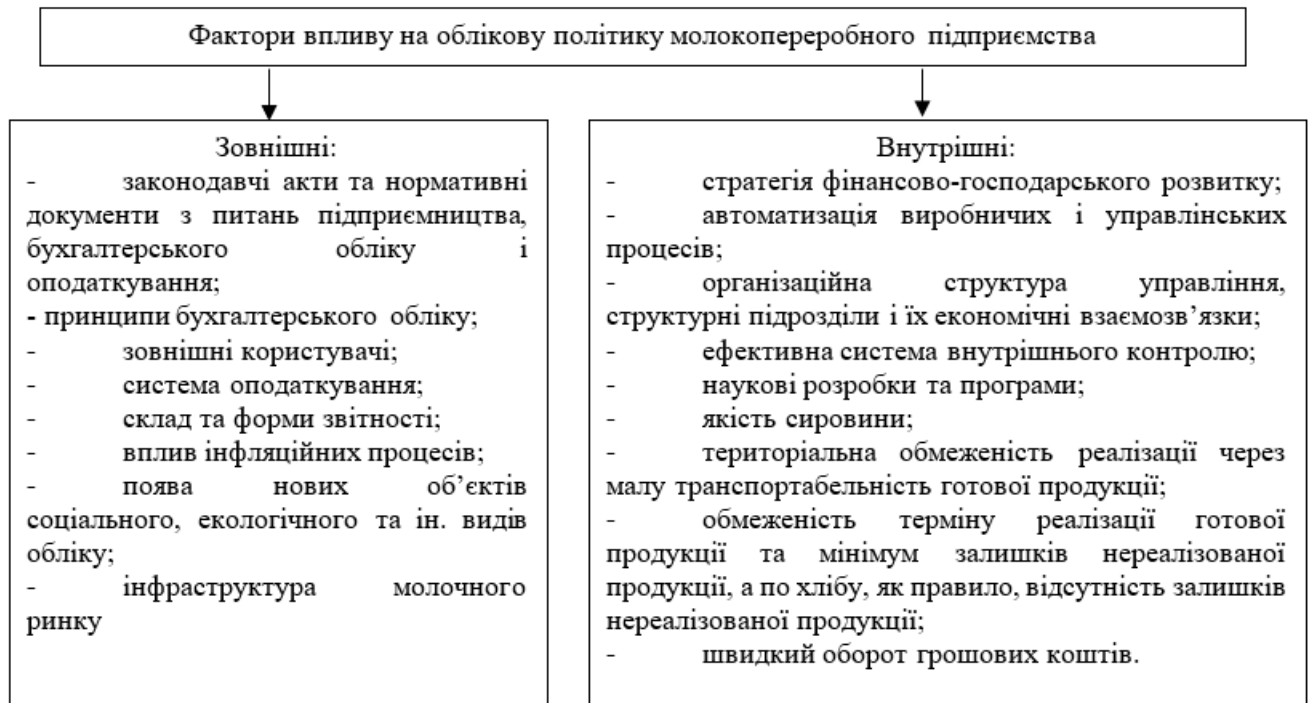 Фактори впливу на облікову політику молокопереробного підприємства
Зовнішні:
- законодавчі акти та нормативні
документи з питань підприємництва,
бухгалтерського обліку і
оподаткування;
- принципи бухгалтерського обліку;
- зовнішні користувачі;
- система оподаткування;
- склад та форми звітності;
- вплив інфляційних процесів;
- поява нових об’єктів
соціального, екологічного та ін. видів
обліку;
- інфраструктура молочного
ринку
Внутрішні:
- стратегія фінансово-господарського розвитку;
- автоматизація виробничих і управлінських
процесів;
- організаційна структура управління,
структурні підрозділи і їх економічні взаємозв’язки;
- ефективна система внутрішнього контролю;
- наукові розробки та програми;
- якість сировини;
- територіальна обмеженість реалізації через
малу транспортабельність готової продукції;
- обмеженість терміну реалізації готової
продукції та мінімум залишків нереалізованої
продукції, а по хлібу, як правило, відсутність залишків
нереалізованої продукції;
- швидкий оборот грошових коштів.